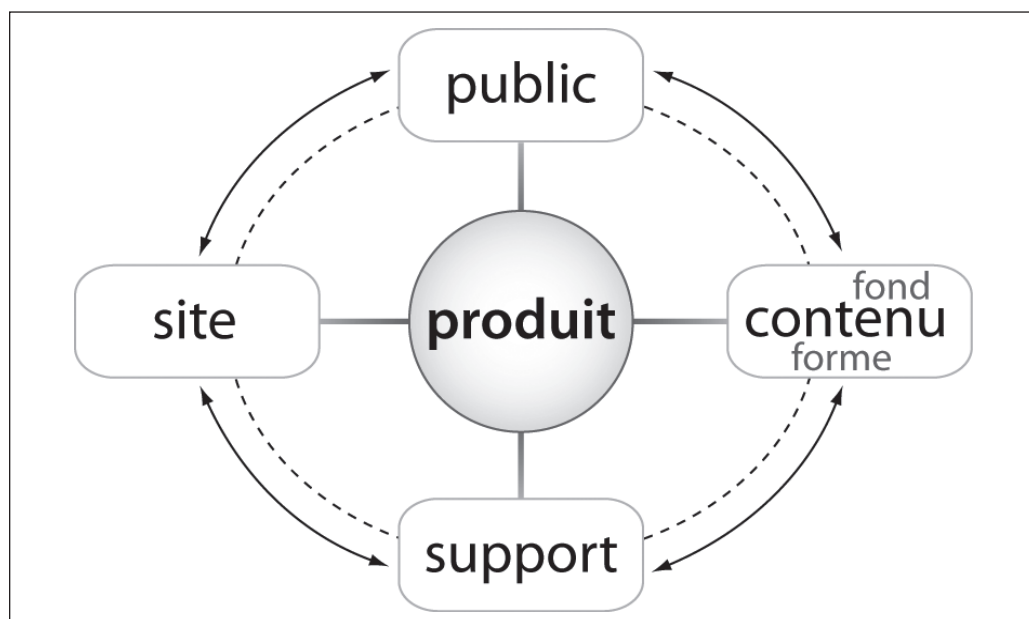 public
site
produit
fond
contenu
forme
support